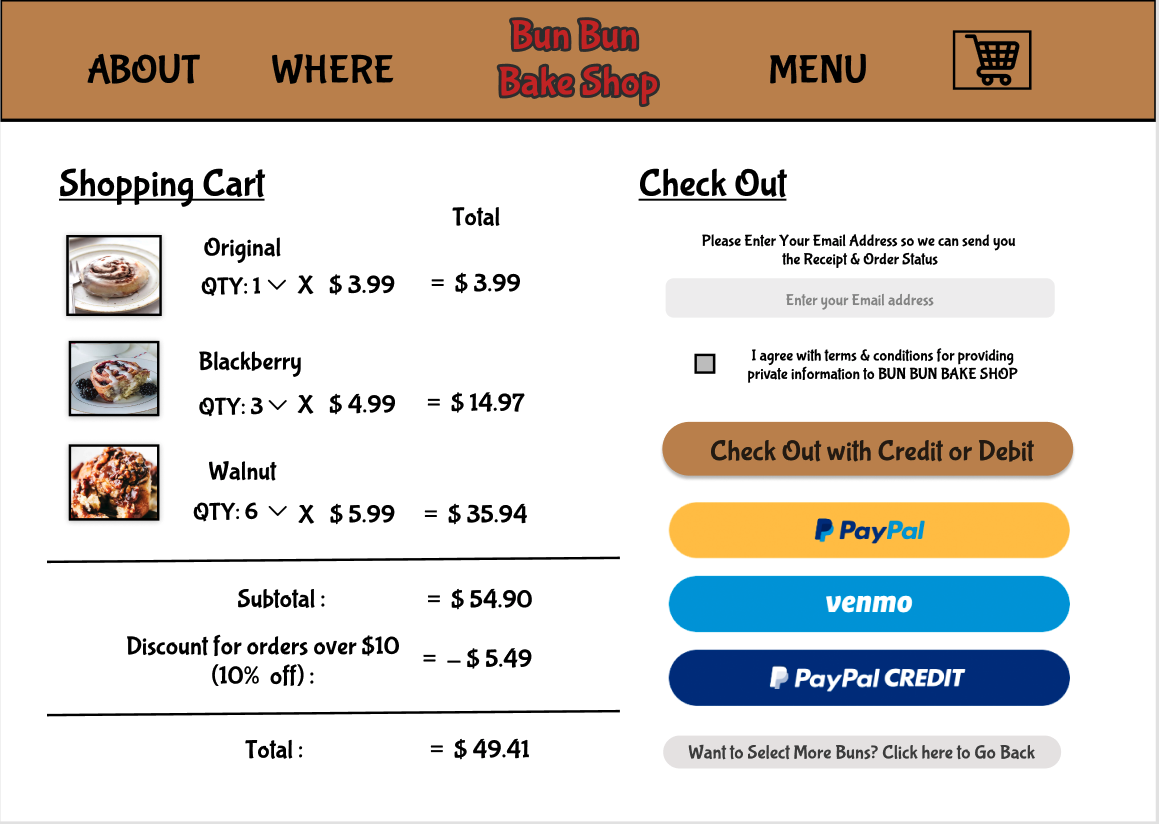 ABOUT
WHERE
Bun Bun
Bake Shop
MENU
Shopping Cart
Total
Original
QTY: 1 X $ 3.99 = $ 3.99
Blackberry
QTY: 3 X $ 4.99 = $ 14.97
Walnut
QTY: 6 X $ 5.99 = $ 35.94
Subtotal : = $ 54.90
Discount for orders over $10
(10% off) : = – $ 5.49
Total : = $ 49.41
Check Out
Please Enter Your Email Address so we can send you
the Receipt & Order Status
Enter your Email address
I agree with terms & conditions for providing
private information to BUN BUN BAKE SHOP
Check Out with Credit or Debit
PayPal
venmo
PayPal CREDIT
Want to Select More Buns? Click here to Go Back